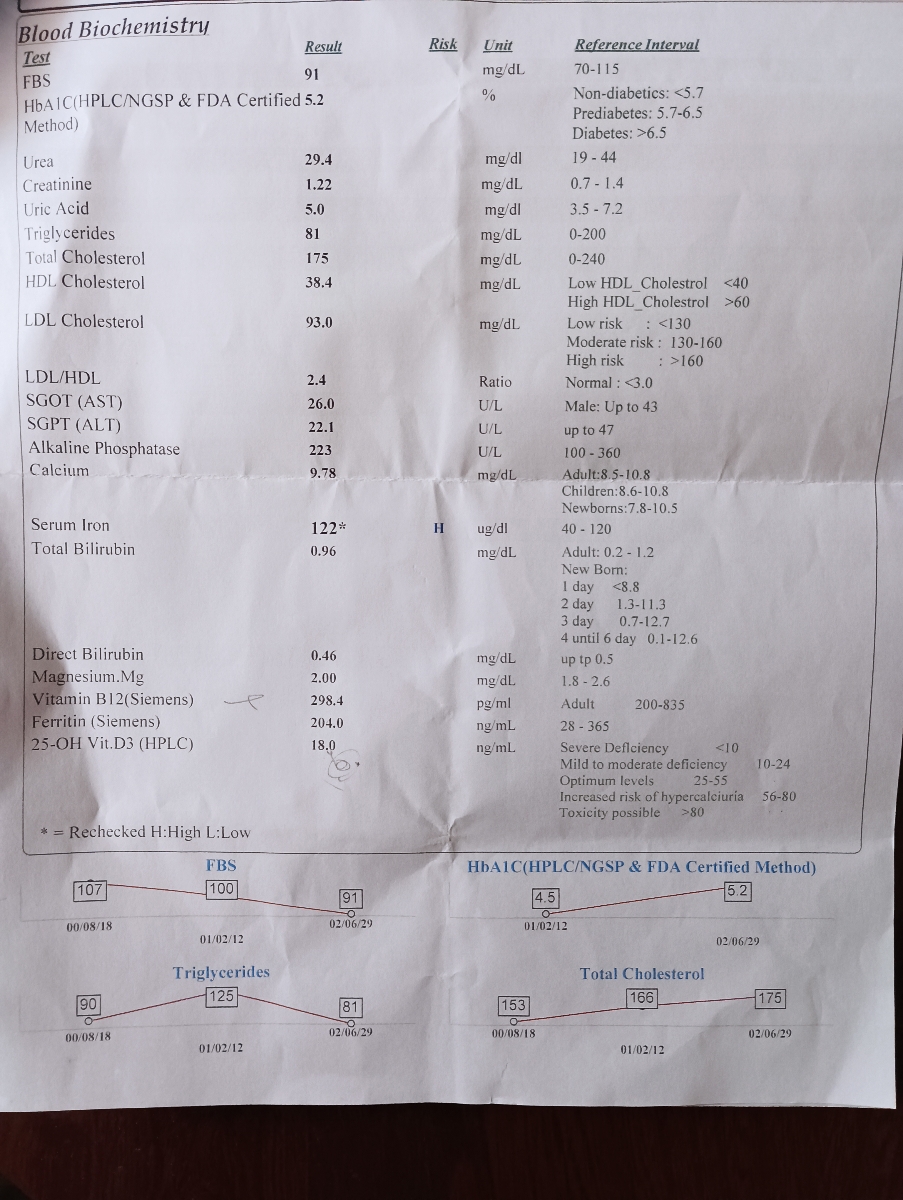 Blood Biochemistry
Test Result Risk Unit Reference Interval
FBS 91 mg/dL 70-115
HbA1C(HPLC/NGSP & FDA Certified 5.2 % Non-diabetics: <5.7
Method) Prediabetes: 5.7-6.5
Diabetes: >6.5
Urea 29.4 mg/dl 19 - 44
Creatinine 1.22 mg/dL 0.7 - 1.4
Uric Acid 5.0 mg/dl 3.5 - 7.2
Triglycerides 81 mg/dL 0-200
Total Cholesterol 175 mg/dL 0-240
HDL Cholesterol 38.4 mg/dL Low HDL_Cholestrol <40
High HDL_Cholestrol >60
LDL Cholesterol 93.0 mg/dL Low risk : <130
Moderate risk : 130-160
High risk : >160
LDL/HDL 2.4 Ratio Normal : <3.0
SGOT (AST) 26.0 U/L Male: Up to 43
SGPT (ALT) 22.1 U/L up to 47
Alkaline Phosphatase 223 U/L 100 - 360
Calcium 9.78 mg/dL Adult:8.5-10.8
Children:8.6-10.8
Newborns:7.8-10.5
Serum Iron 122* H ug/dl 40 - 120
Total Bilirubin 0.96 mg/dL Adult: 0.2 - 1.2
New Born:
1 day <8.8
2 day 1.3-11.3
3 day 0.7-12.7
4 until 6 day 0.1-12.6
Direct Bilirubin 0.46 mg/dL up tp 0.5
Magnesium.Mg 2.00 mg/dL 1.8 - 2.6
Vitamin B12(Siemens) 298.4 pg/ml Adult 200-835
Ferritin (Siemens) 204.0 ng/mL 28 - 365
25-OH Vit.D3 (HPLC) 18.0 ng/mL Severe Deflciency <10
Mild to moderate deficiency 10-24
Optimum levels 25-55
Increased risk of hypercalciuria 56-80
Toxicity possible >80
* = Rechecked H:High L:Low
FBS
107 100 91
00/08/18 01/02/12 02/06/29
HbA1C(HPLC/NGSP & FDA Certified Method)
4.5 5.2
01/02/12 02/06/29
Triglycerides
90 125 81
00/08/18 01/02/12 02/06/29
Total Cholesterol
153 166 175
00/08/18 01/02/12 02/06/29